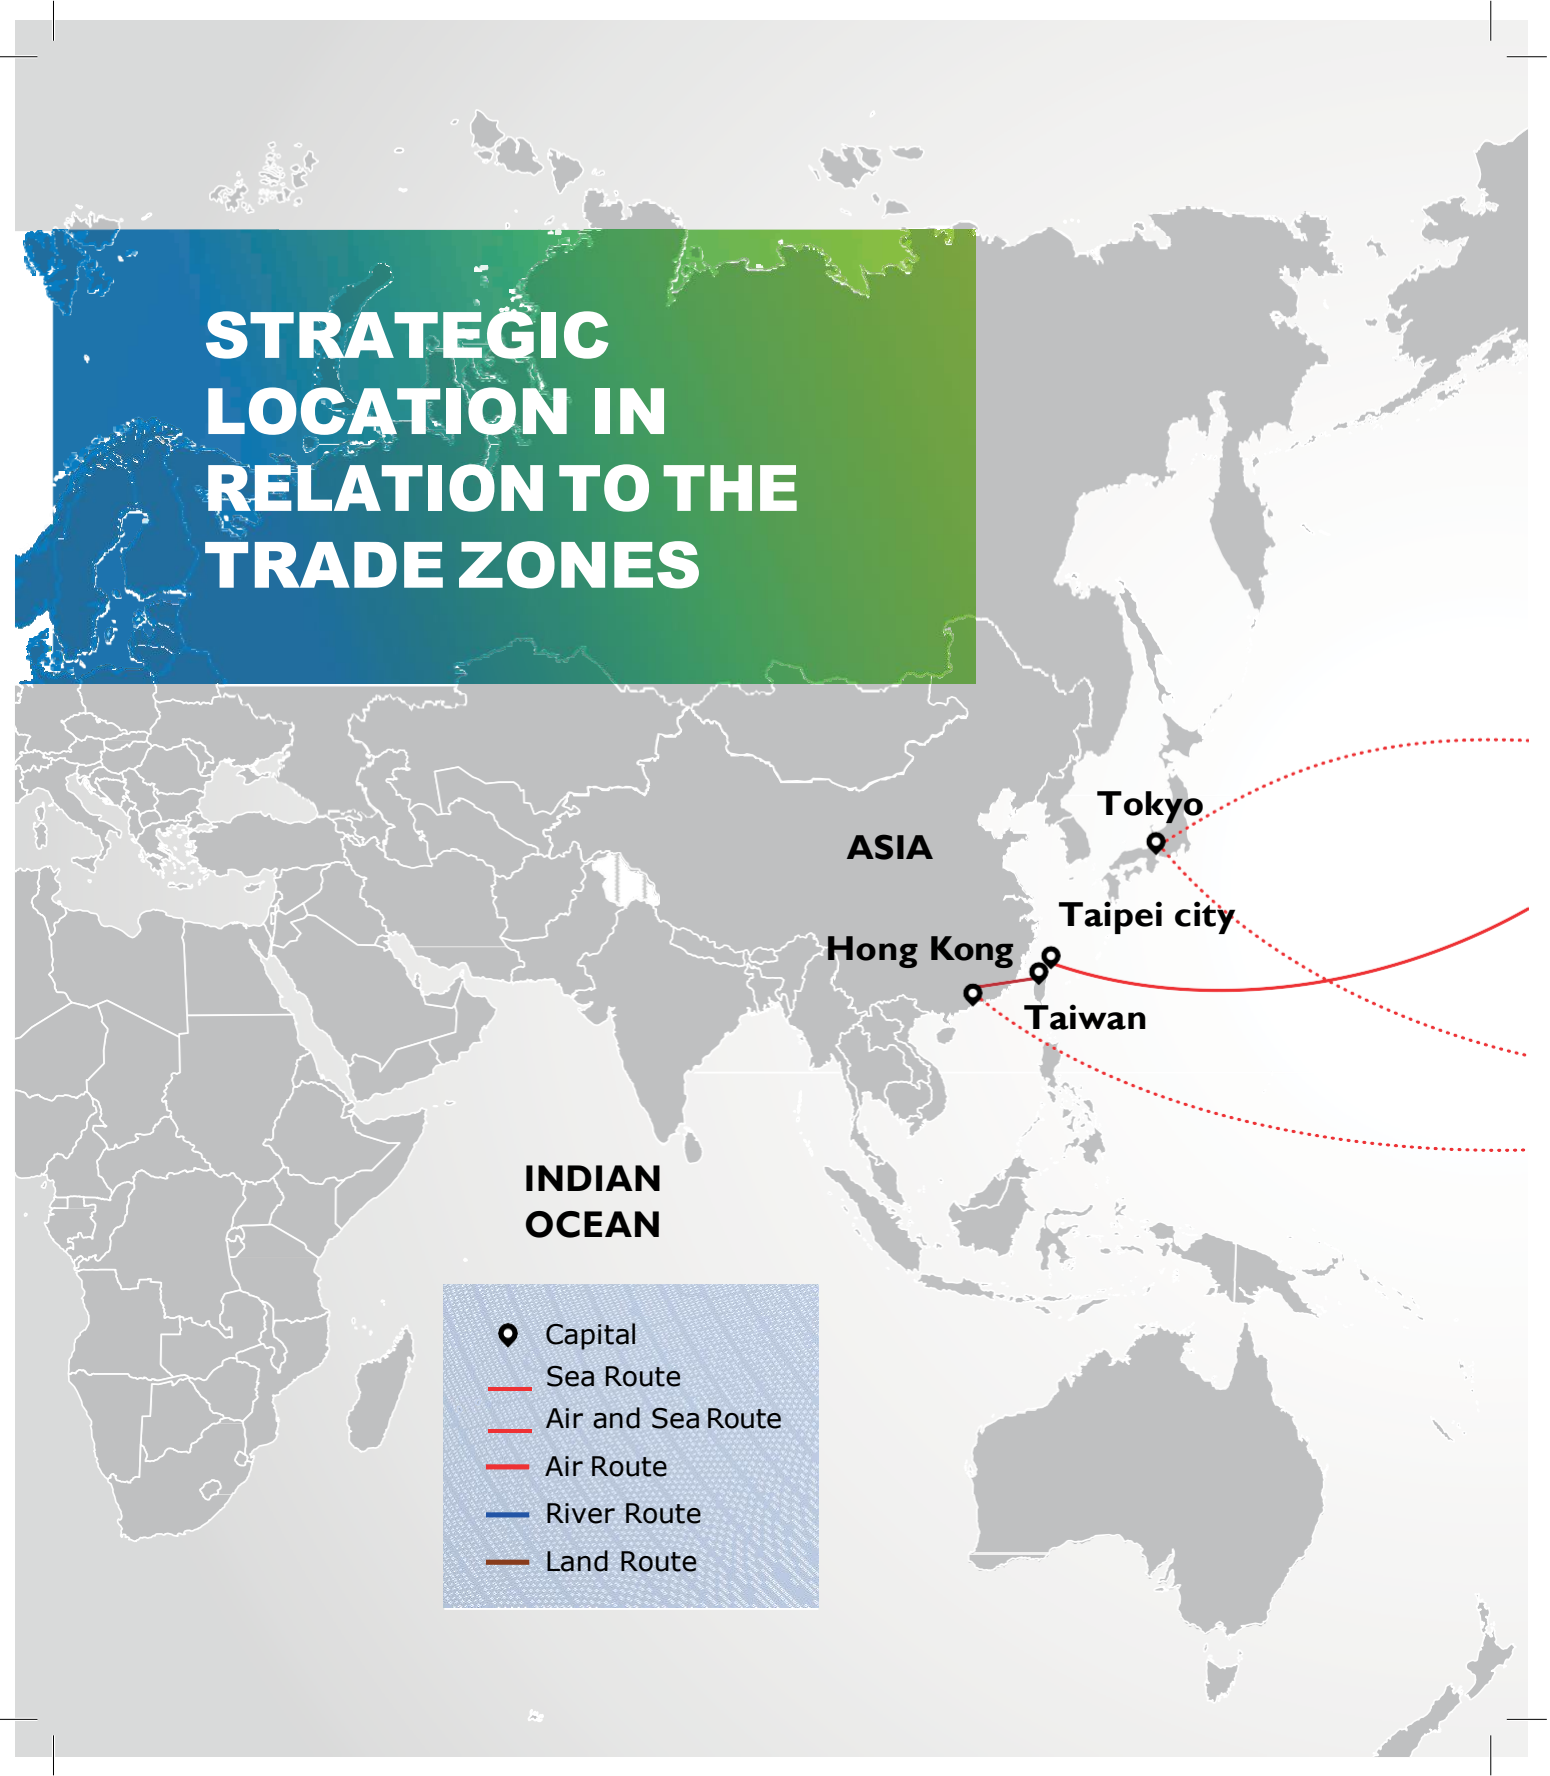 STRATEGIC
LOCATION IN
RELATION TO THE
TRADE ZONES
Tokyo
ASIA
Taipei city
Hong Kong
Taiwan
INDIAN
OCEAN
Capital
Sea Route
Air and Sea Route
Air Route
River Route
Land Route